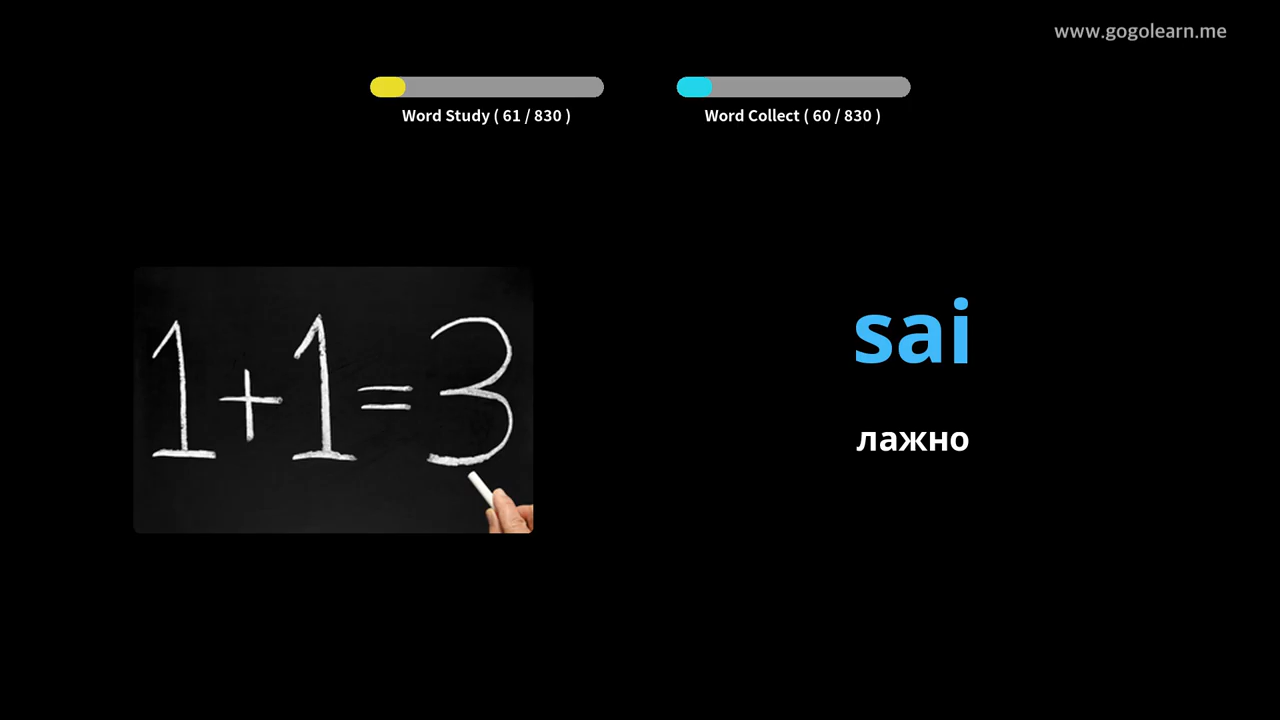 www.gogolearn.me
Word Study ( 61 / 830 )
Word Collect ( 60 / 830 )
1+1=3
sai
лажно